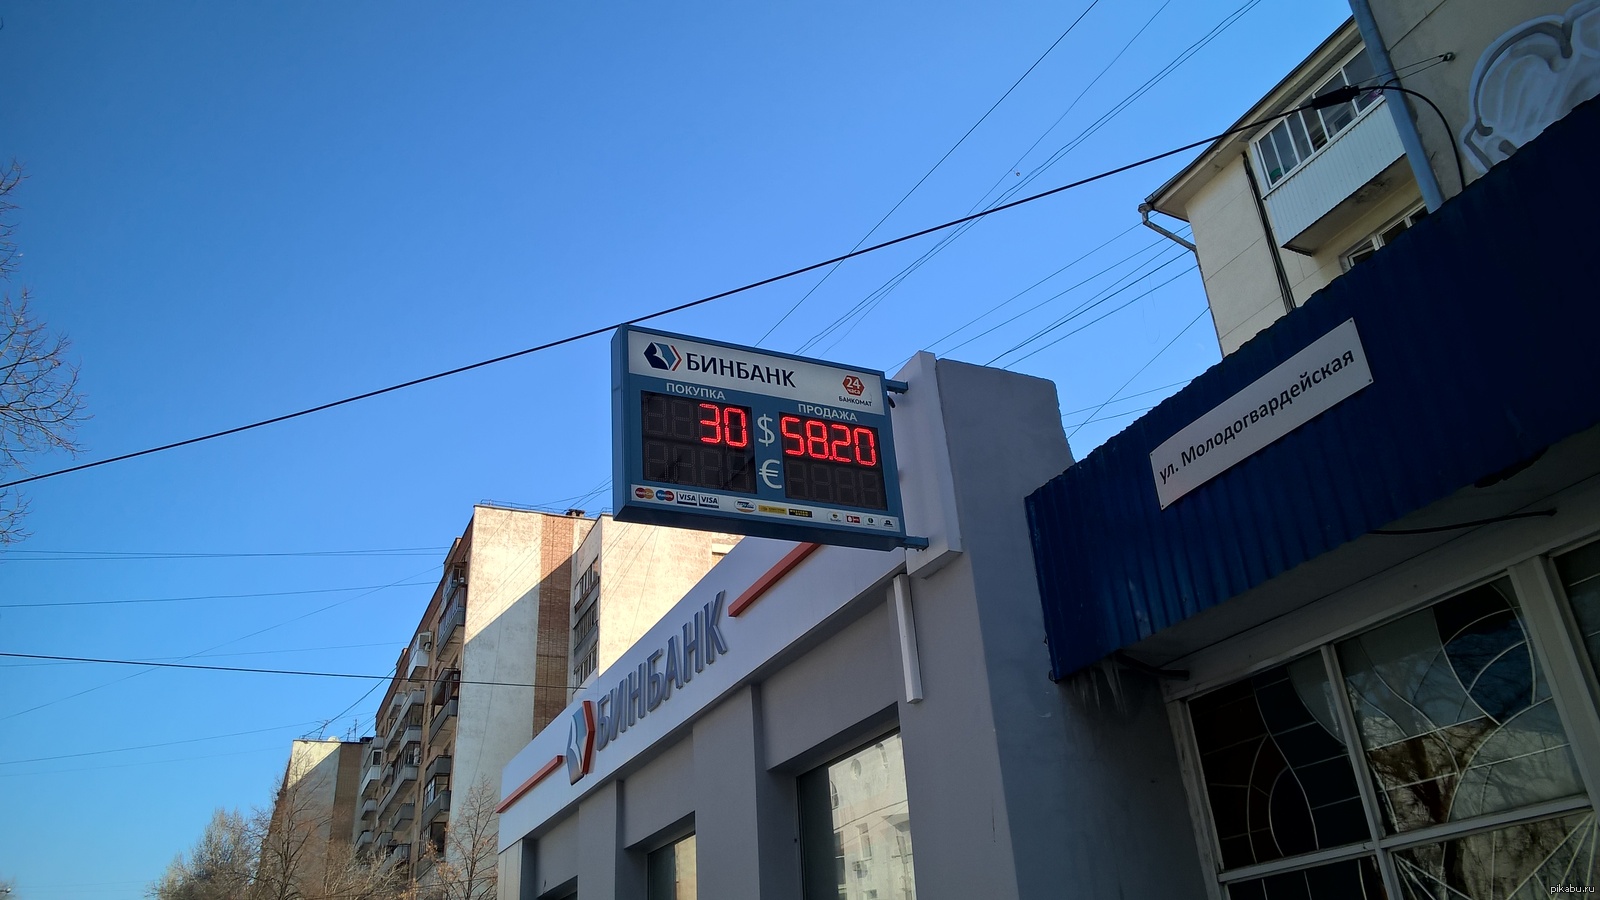 БИНБАНК
24
БАНКОМАТ
ПОКУПКА
ПРОДАЖА
30 $ 58.20
€
VISA VISA
БИНБАНК
ул. Молодогвардейская
pikabu.ru